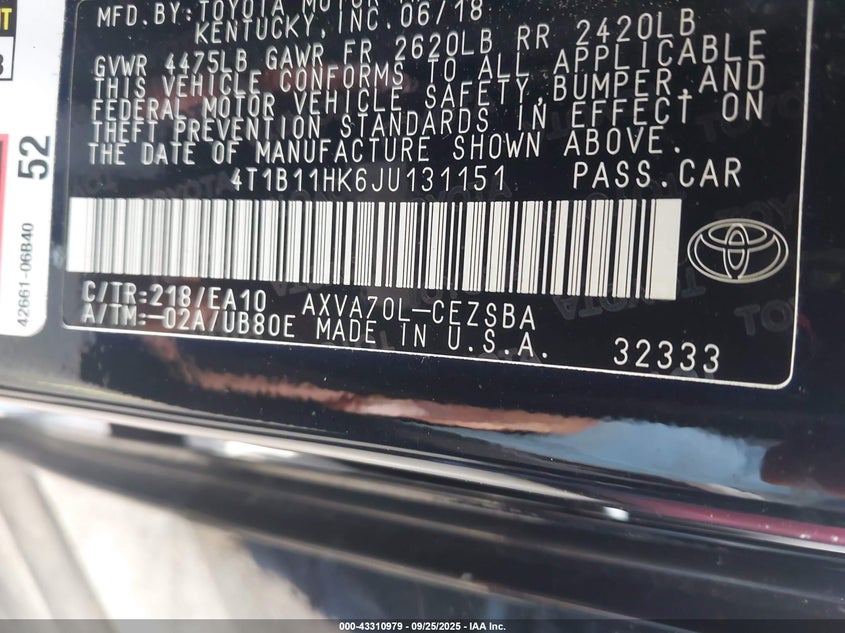 MFD. BY: TOYOTA MOTOR
KENTUCKY, INC. 06/18
GVWR 4475LB GAWR FR 2620LB RR 2420LB
THIS VEHICLE CONFORMS TO ALL APPLICABLE
FEDERAL MOTOR VEHICLE SAFETY, BUMPER, AND
THEFT PREVENTION STANDARDS IN EFFECT ON
THE DATE OF MANUFACTURE SHOWN ABOVE.
4T1B11HK6JU131151 PASS.CAR
C/TR:218/EA10 AXVA70L-CEZSBA
A/TM:-02A/UB80E MADE IN U.S.A.
32333
52
42661-06B40
000-43310979 - 09/25/2025 - IAA Inc.